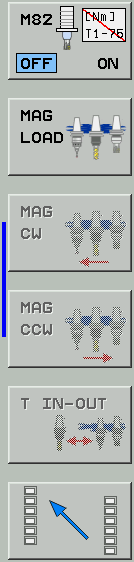 M82 [Nm]
T1-75
OFF ON
MAG
LOAD
MAG
CW
MAG
CCW
T IN-OUT